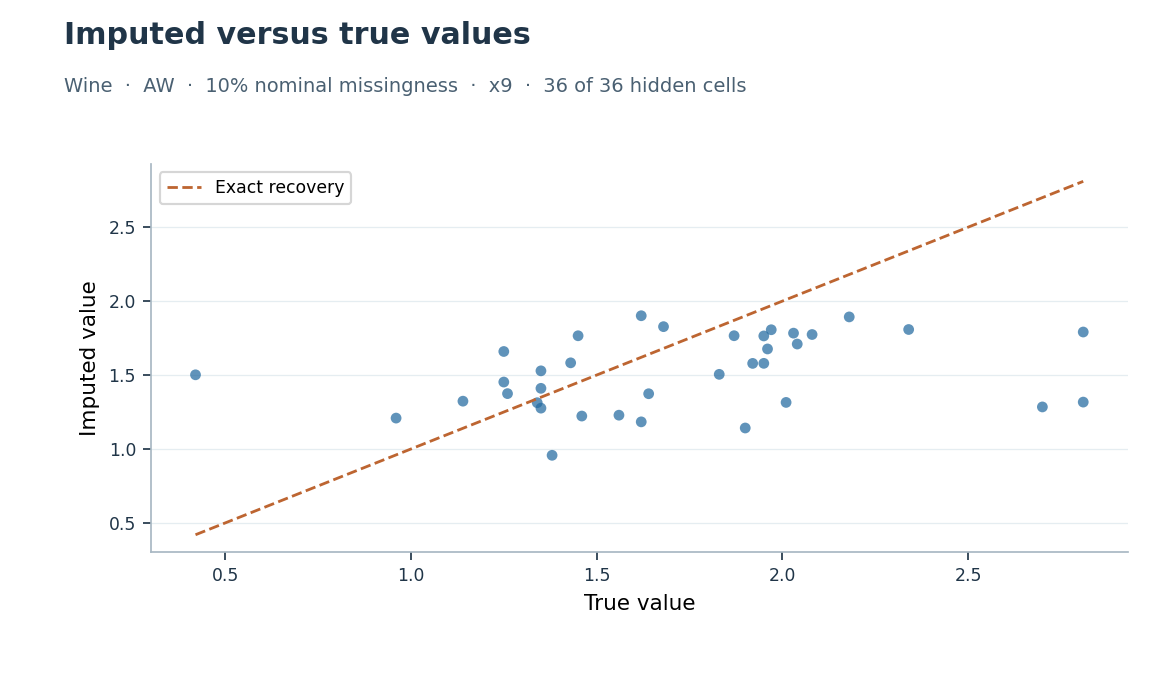 Imputed versus true values
Wine · AW · 10% nominal missingness · x9 · 36 of 36 hidden cells
Exact recovery
2.5
2.0
1.5
1.0
0.5
Imputed value
0.5 1.0 1.5 2.0 2.5
True value